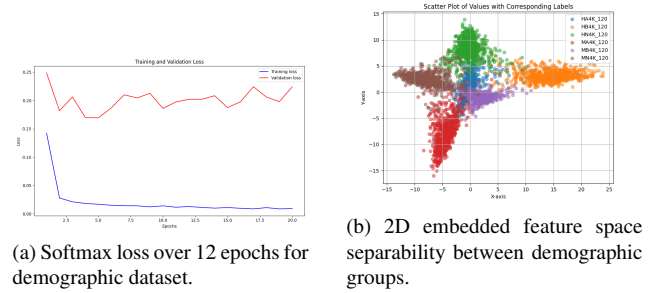 Training and Validation Loss
Training loss
Validation loss
0.25
0.20
0.15
0.10
0.05
0.00
Loss
2.5 5.0 7.5 10.0 12.5 15.0 17.5 20.0
Epochs
(a) Softmax loss over 12 epochs for
demographic dataset.
Scatter Plot of Values with Corresponding Labels
HA4K_120
HB4K_120
HN4K_120
MA4K_120
MB4K_120
MN4K_120
15
10
5
0
−5
−10
−15
Y-axis
−15 −10 −5 0 5 10 15 20 25
X-axis
(b) 2D embedded feature space
separability between demographic
groups.